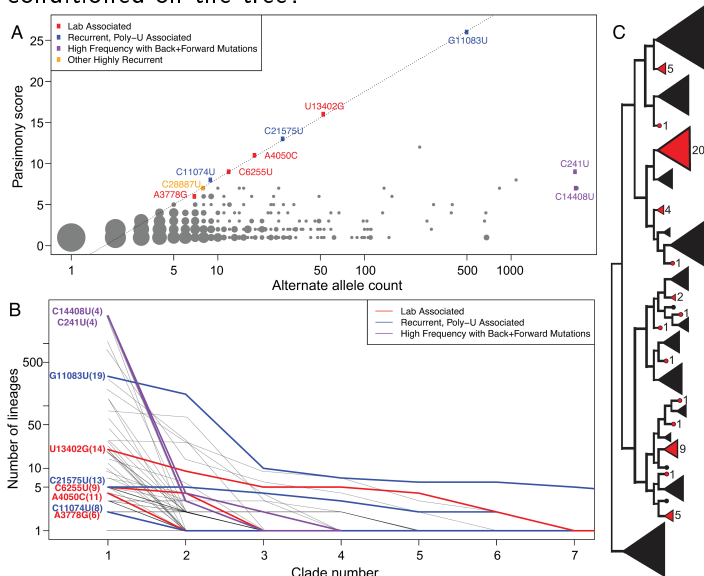 conditioned on the tree?
A
Lab Associated
Recurrent, Poly-U Associated
High Frequency with Back+Forward Mutations
Other Highly Recurrent
Parsimony score
25
20
15
10
5
0
G11083U
U13402G
C21575U
A4050C
C6255U
C11074U
C28887U
A3778G
C241U
C14408U
1
5
10
50
100
500
1000
Alternate allele count
B
Lab Associated
Recurrent, Poly-U Associated
High Frequency with Back+Forward Mutations
Number of lineages
500
50
10
5
1
C14408U(4)
C241U(4)
G11083U(19)
U13402G(14)
C21575U(13)
C6255U(9)
A4050C(11)
C11074U(8)
A3778G(6)
1
2
3
4
5
6
7
Clade number
C
5
1
20
4
1
2
1
1
1
1
1
9
1
5